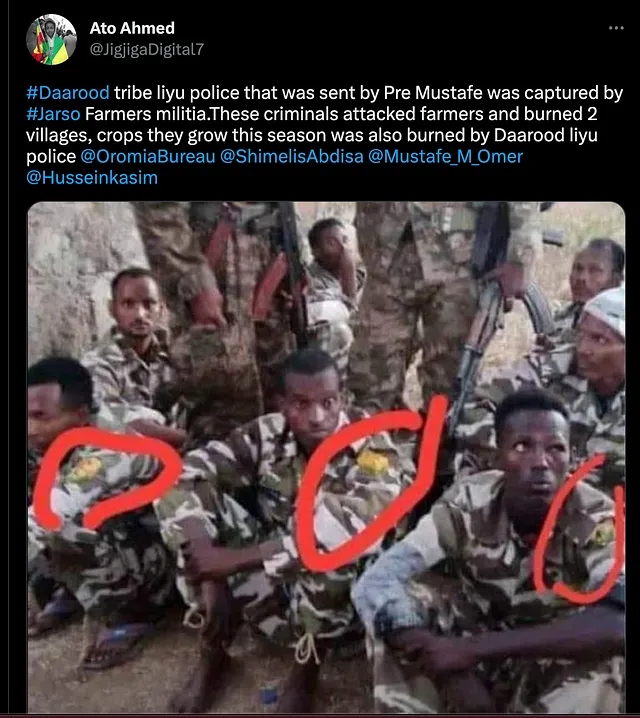 Ato Ahmed
@JigjigaDigital7
#Daarood tribe liyu police that was sent by Pre Mustafe was captured by
#Jarso Farmers militia.These criminals attacked farmers and burned 2
villages, crops they grow this season was also burned by Daarood liyu
police @OromiaBureau @ShimelisAbdisa @Mustafe_M_Omer
@Husseinkasim